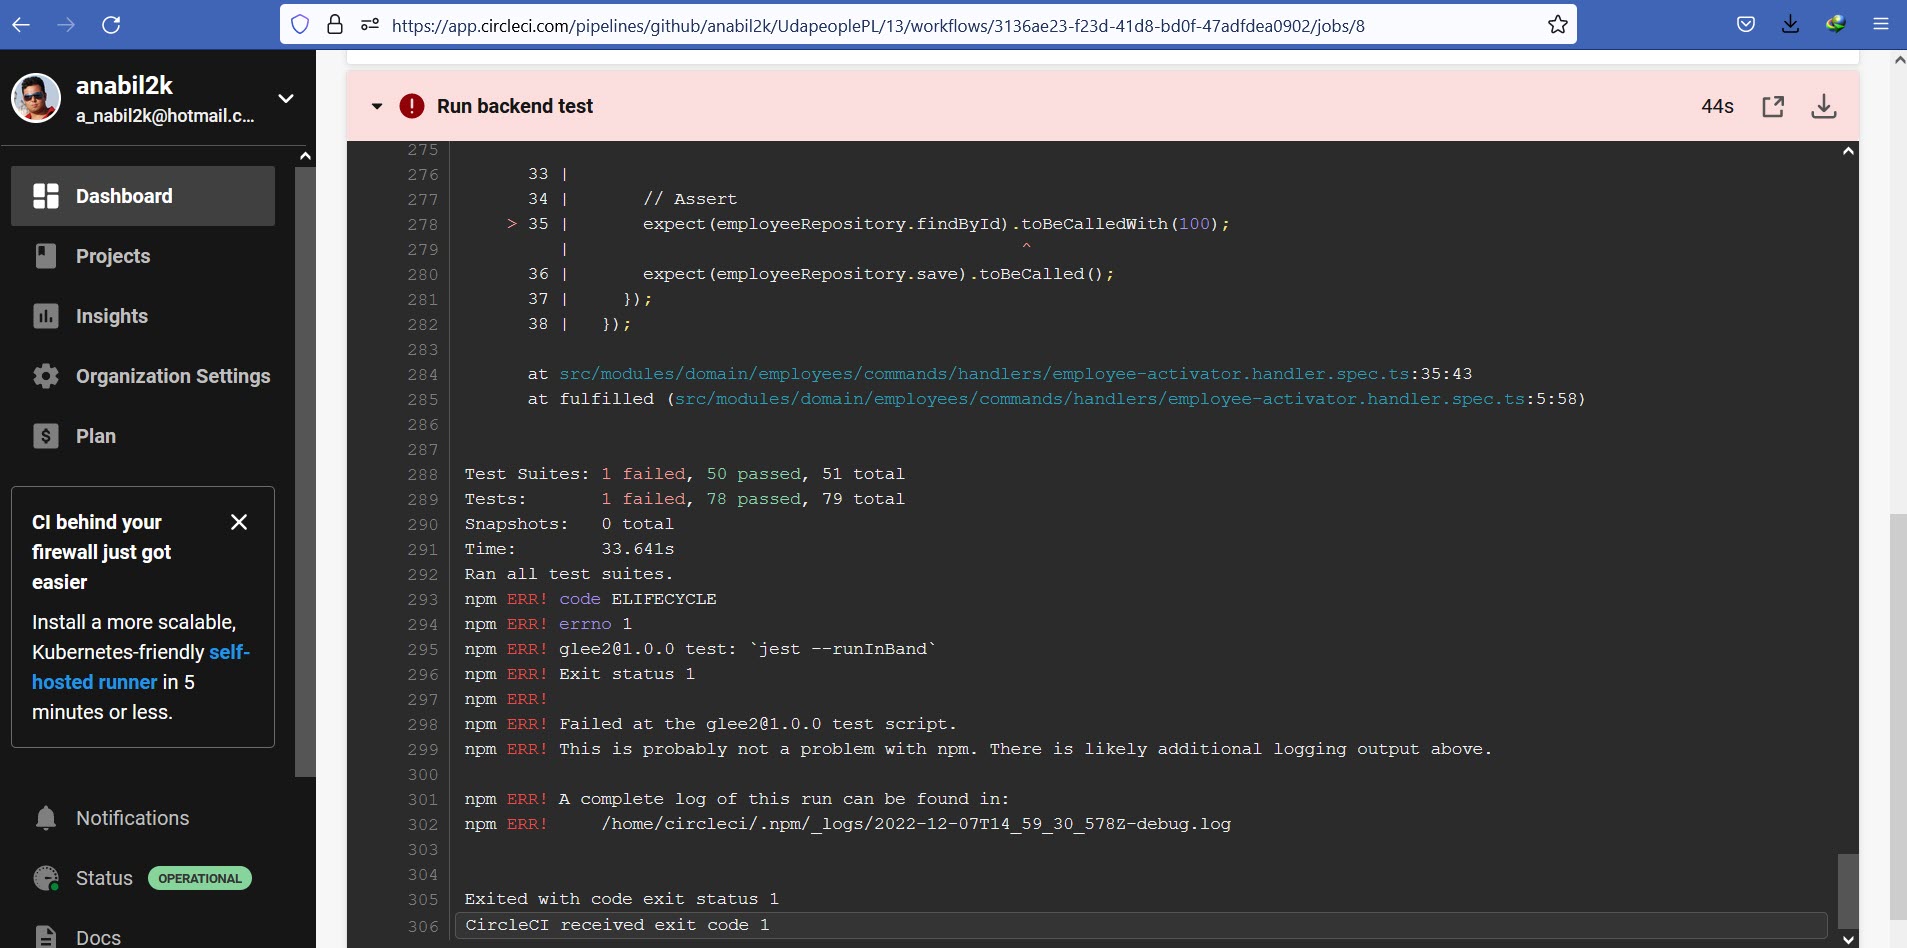 https://app.circleci.com/pipelines/github/anabil2k/UdapeoplePL/13/workflows/3136ae23-f23d-41d8-bd0f-47adfdea0902/jobs/8
anabil2k
a_nabil2k@hotmail.c...
Dashboard
Projects
Insights
Organization Settings
$ Plan
CI behind your
firewall just got
easier
Install a more scalable,
Kubernetes-friendly self-
hosted runner in 5
minutes or less.
Notifications
Status OPERATIONAL
Docs
Run backend test 44s
275
276 33 |
277 34 | // Assert
278 > 35 | expect(employeeRepository.findById).toBeCalledWith(100);
279 | ^
280 36 | expect(employeeRepository.save).toBeCalled();
281 37 | });
282 38 | });
283
284 at src/modules/domain/employees/commands/handlers/employee-activator.handler.spec.ts:35:43
285 at fulfilled (src/modules/domain/employees/commands/handlers/employee-activator.handler.spec.ts:5:58)
286
287
288 Test Suites: 1 failed, 50 passed, 51 total
289 Tests: 1 failed, 78 passed, 79 total
290 Snapshots: 0 total
291 Time: 33.641s
292 Ran all test suites.
293 npm ERR! code ELIFECYCLE
294 npm ERR! errno 1
295 npm ERR! glee2@1.0.0 test: `jest --runInBand`
296 npm ERR! Exit status 1
297 npm ERR!
298 npm ERR! Failed at the glee2@1.0.0 test script.
299 npm ERR! This is probably not a problem with npm. There is likely additional logging output above.
300
301 npm ERR! A complete log of this run can be found in:
302 npm ERR! /home/circleci/.npm/_logs/2022-12-07T14_59_30_578Z-debug.log
303
304
305 Exited with code exit status 1
306 CircleCI received exit code 1